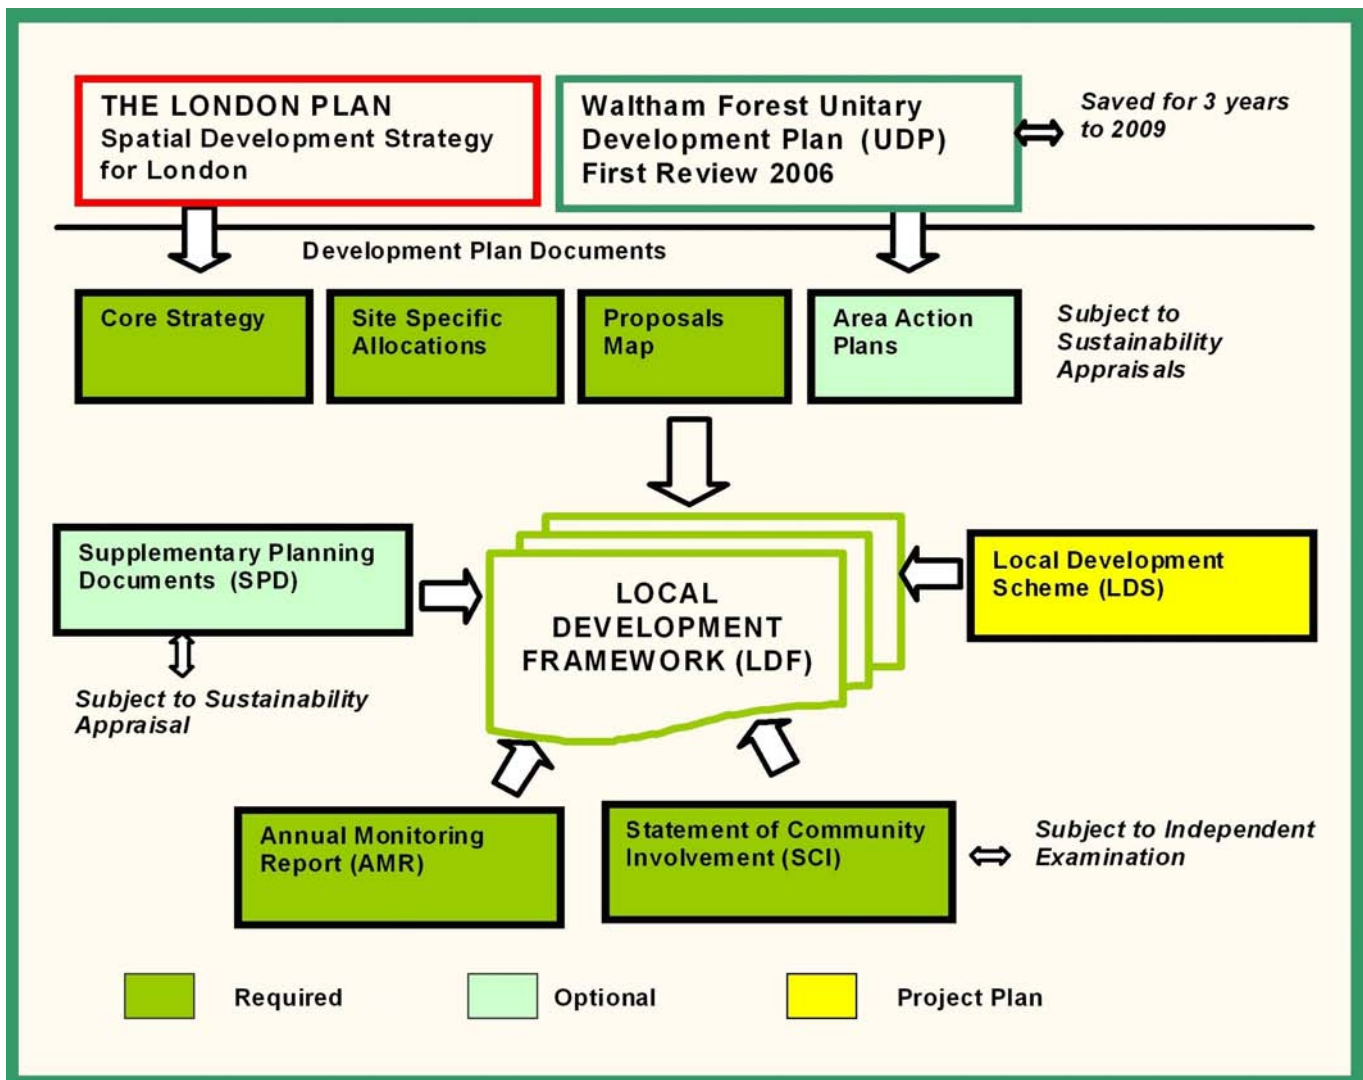 THE LONDON PLAN
Spatial Development Strategy
for London
Waltham Forest Unitary
Development Plan (UDP)
First Review 2006
Saved for 3 years
to 2009
Development Plan Documents
Core Strategy
Site Specific
Allocations
Proposals
Map
Area Action
Plans
Subject to
Sustainability
Appraisals
Supplementary Planning
Documents (SPD)
Subject to Sustainability
Appraisal
LOCAL
DEVELOPMENT
FRAMEWORK (LDF)
Local Development
Scheme (LDS)
Annual Monitoring
Report (AMR)
Statement of Community
Involvement (SCI)
Subject to Independent
Examination
Required
Optional
Project Plan